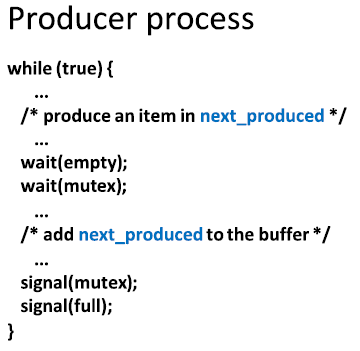 Producer process
while (true) {
...
/* produce an item in next_produced */
...
wait(empty);
wait(mutex);
...
/* add next_produced to the buffer */
...
signal(mutex);
signal(full);
}